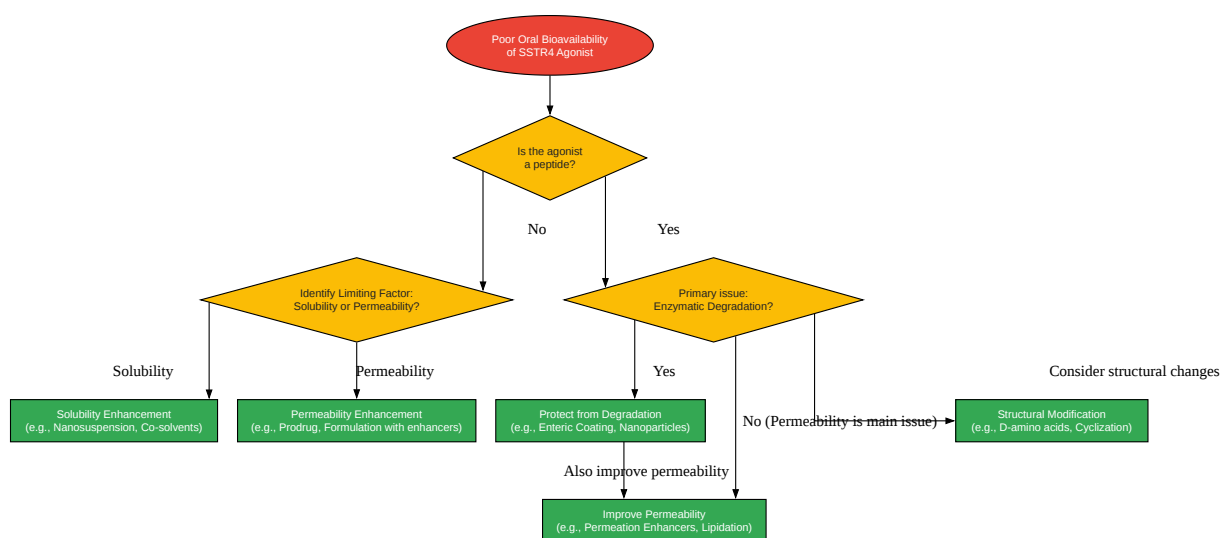 Poor Oral Bioavailability
of SSTR4 Agonist
Is the agonist
a peptide?
No
Yes
Identify Limiting Factor:
Solubility or Permeability?
Primary issue:
Enzymatic Degradation?
Solubility
Permeability
Yes
Consider structural changes
Solubility Enhancement
(e.g., Nanosuspension, Co-solvents)
Permeability Enhancement
(e.g., Prodrug, Formulation with enhancers)
Protect from Degradation
(e.g., Enteric Coating, Nanoparticles)
No (Permeability is main issue)
Structural Modification
(e.g., D-amino acids, Cyclization)
Also improve permeability
Improve Permeability
(e.g., Permeation Enhancers, Lipidation)